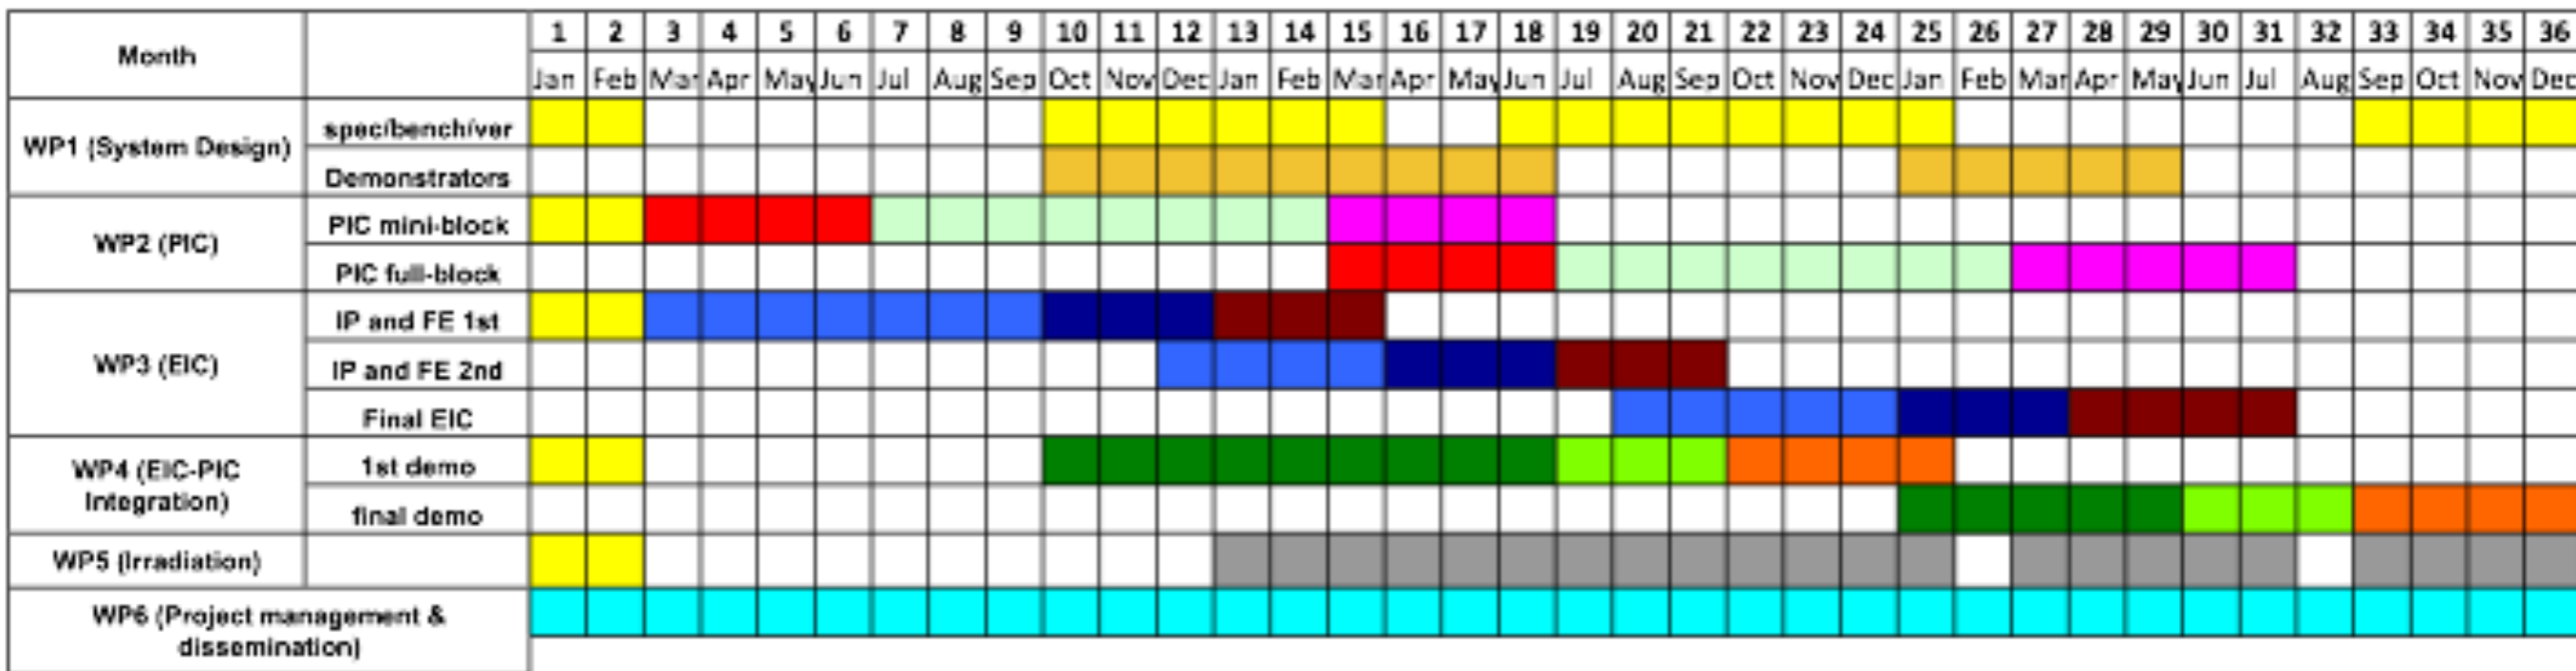 Month 1 2 3 4 5 6 7 8 9 10 11 12 13 14 15 16 17 18 19 20 21 22 23 24 25 26 27 28 29 30 31 32 33 34 35 36
Jan Feb Mar Apr May Jun Jul Aug Sep Oct Nov Dec Jan Feb Mar Apr May Jun Jul Aug Sep Oct Nov Dec Jan Feb Mar Apr May Jun Jul Aug Sep Oct Nov Dec
WP1 (System Design) spec/bench/ver
Demonstrators
WP2 (PIC) PIC mini-block
PIC full-block
WP3 (EIC) IP and FE 1st
IP and FE 2nd
Final EIC
WP4 (EIC-PIC
Integration)
1st demo
final demo
WP5 (Irradiation)
WP6 (Project management &
dissemination)